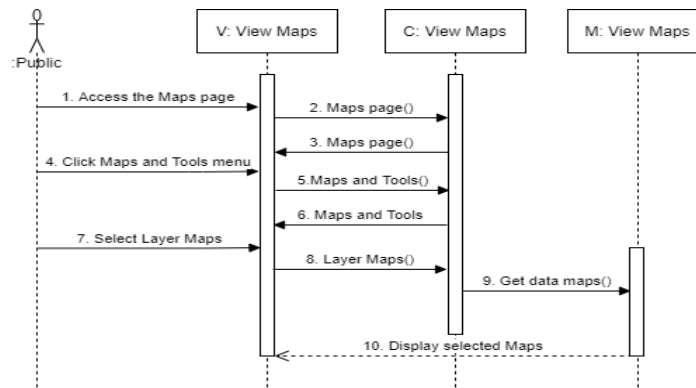 V: View Maps
C: View Maps
M: View Maps
:Public
1. Access the Maps page
2. Maps page()
3. Maps page()
4. Click Maps and Tools menu
5.Maps and Tools()
6. Maps and Tools
7. Select Layer Maps
8. Layer Maps()
9. Get data maps()
10. Display selected Maps